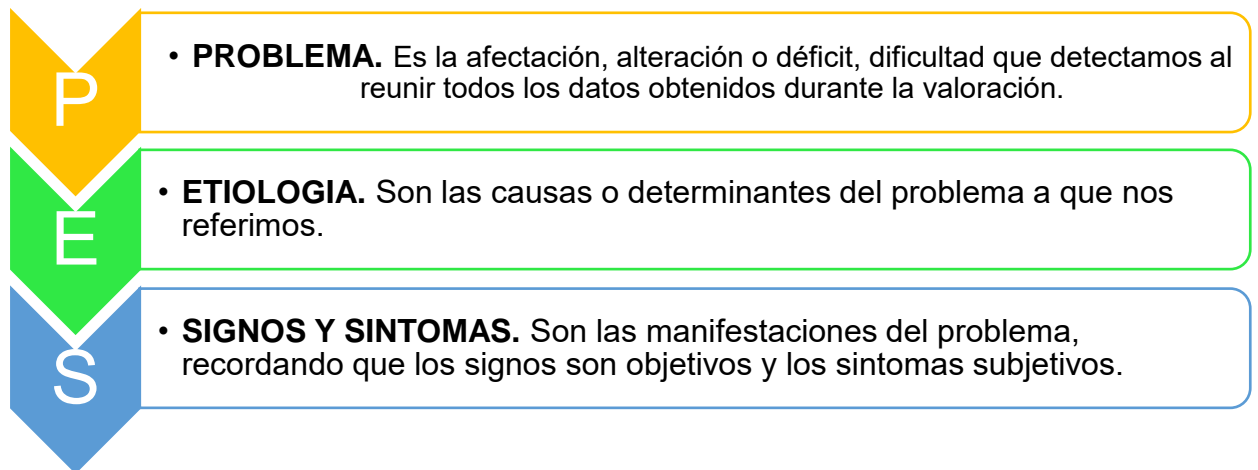 P
• PROBLEMA. Es la afectación, alteración o déficit, dificultad que detectamos al
reunir todos los datos obtenidos durante la valoración.
E
• ETIOLOGIA. Son las causas o determinantes del problema a que nos
referimos.
S
• SIGNOS Y SINTOMAS. Son las manifestaciones del problema,
recordando que los signos son objetivos y los sintomas subjetivos.